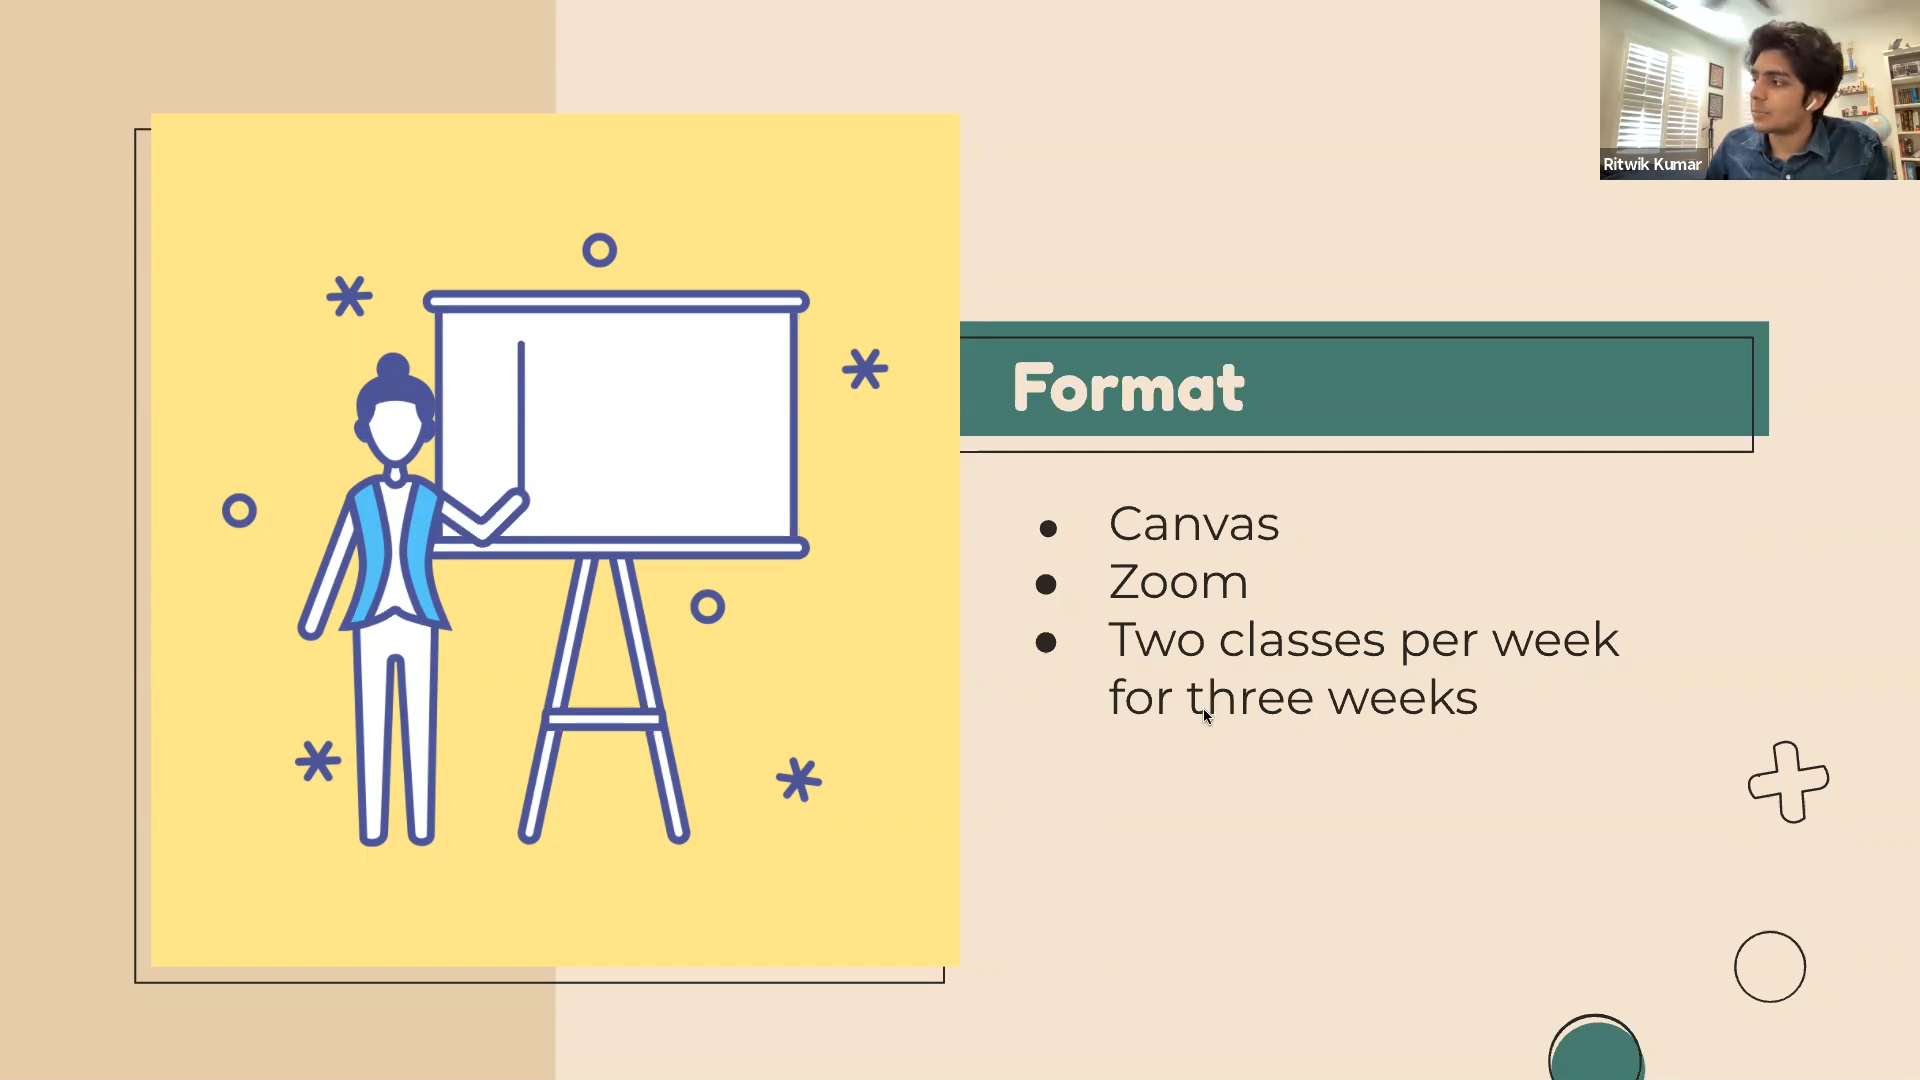 Ritwik Kumar
Format
Canvas
Zoom
Two classes per week
for three weeks